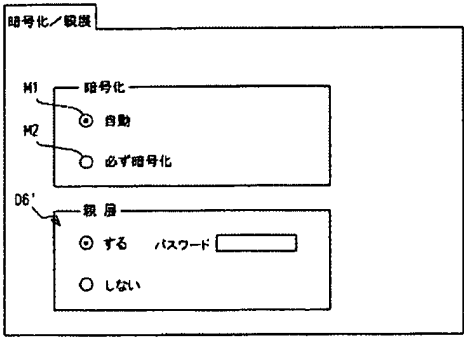 暗号化／親展
M1
暗号化
自動
M2
必ず暗号化
D6'
親展
する パスワード
しない